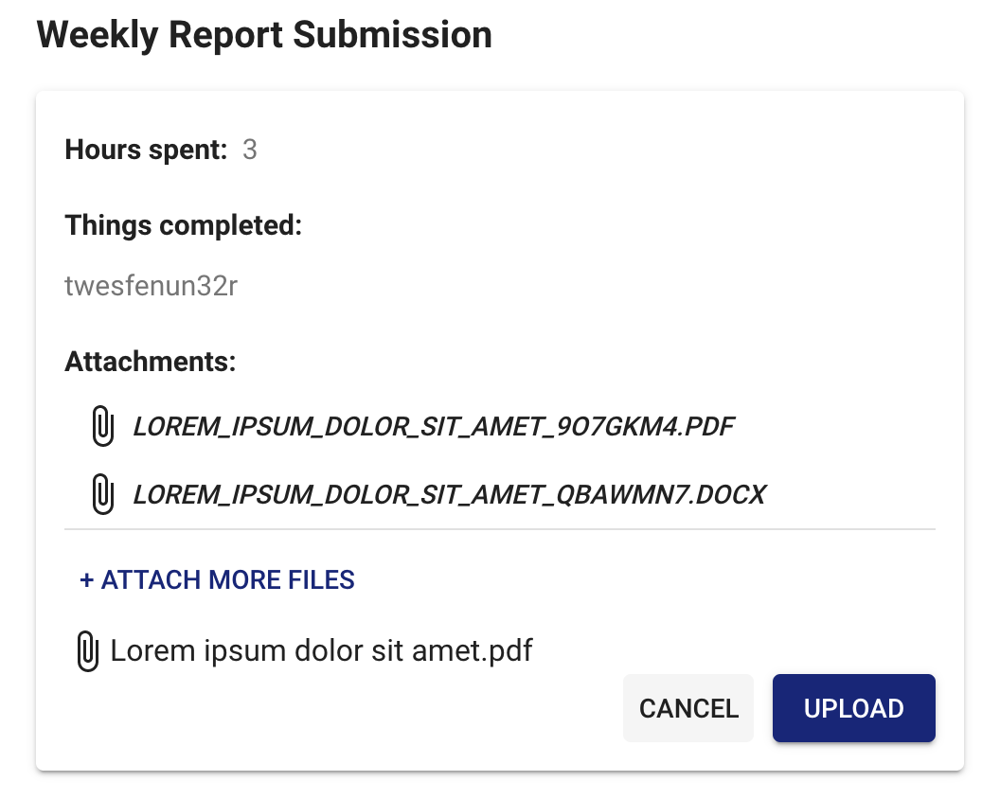 Weekly Report Submission
Hours spent: 3
Things completed:
twesfenun32r
Attachments:
LOREM_IPSUM_DOLOR_SIT_AMET_9O7GKM4.PDF
LOREM_IPSUM_DOLOR_SIT_AMET_QBAWMN7.DOCX
+ ATTACH MORE FILES
Lorem ipsum dolor sit amet.pdf
CANCEL UPLOAD